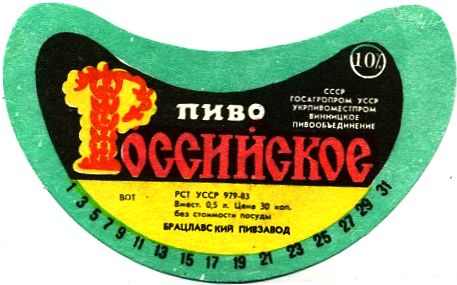 10%
СССР
ГОСАГРОПРОМ УССР
УКРПИВОМЕСТПРОМ
ВИННИЦКОЕ
ПИВООБЪЕДИНЕНИЕ
ПИВО
РОССИЙСКОЕ
ВОТ
РСТ УССР 979-83
Вмест. 0,5 л. Цена 30 коп.
без стоимости посуды
БРАЦЛАВСКИЙ ПИВЗАВОД
1 3 5 7 9 11 13 15 17 19 21 23 25 27 29 31